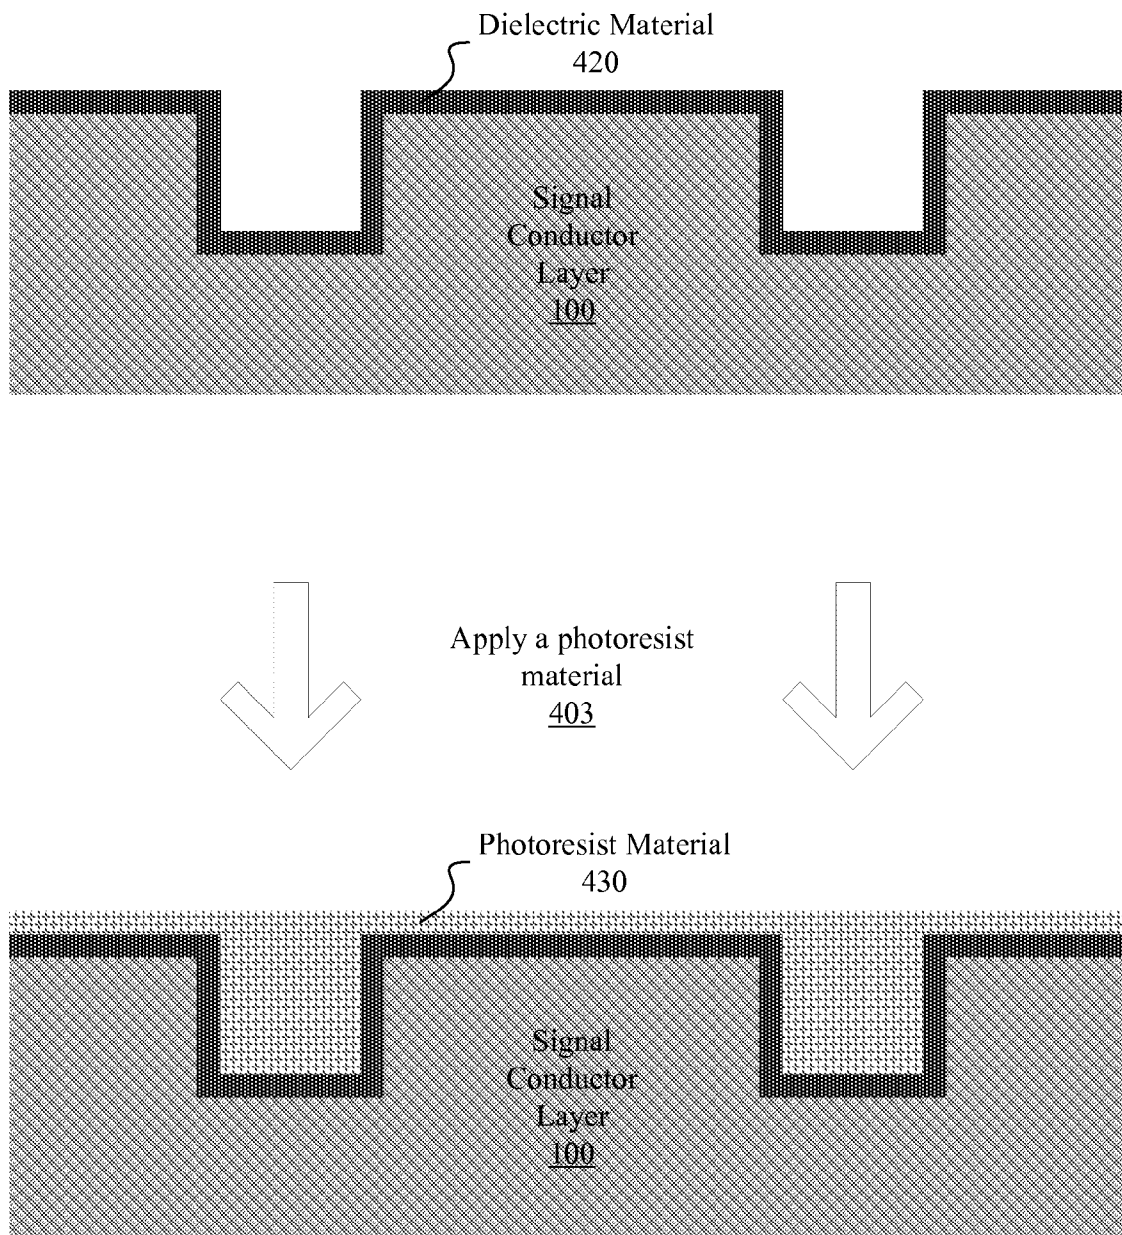 Dielectric Material
420
Signal
Conductor
Layer
100
Apply a photoresist
material
403
Photoresist Material
430
Signal
Conductor
Layer
100